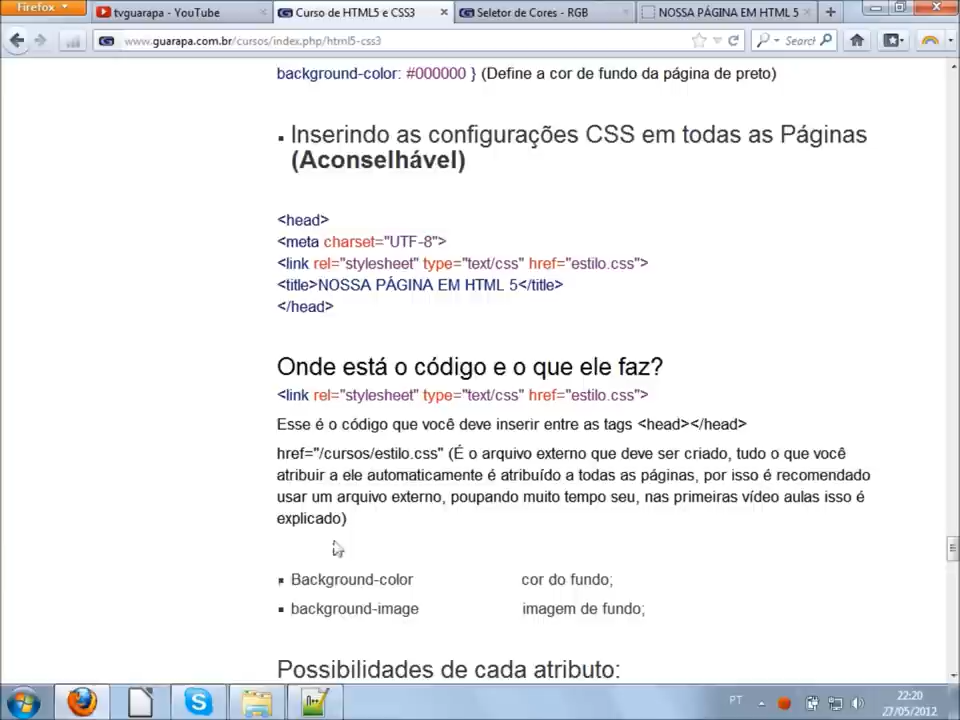 Firefox
tvguarapa - YouTube
Curso de HTML5 e CSS3
Seletor de Cores - RGB
NOSSA PÁGINA EM HTML 5
www.guarapa.com.br/cursos/index.php/html5-css3
Search
background-color: #000000 } (Define a cor de fundo da página de preto)
Inserindo as configurações CSS em todas as Páginas
(Aconselhável)
<head>
<meta charset="UTF-8">
<link rel="stylesheet" type="text/css" href="estilo.css">
<title>NOSSA PÁGINA EM HTML 5</title>
</head>
Onde está o código e o que ele faz?
<link rel="stylesheet" type="text/css" href="estilo.css">
Esse é o código que você deve inserir entre as tags <head></head>
href="/cursos/estilo.css" (É o arquivo externo que deve ser criado, tudo o que você
atribuir a ele automaticamente é atribuído a todas as páginas, por isso é recomendado
usar um arquivo externo, poupando muito tempo seu, nas primeiras vídeo aulas isso é
explicado)
Background-color cor do fundo;
background-image imagem de fundo;
Possibilidades de cada atributo:
PT
22:20
27/05/2012